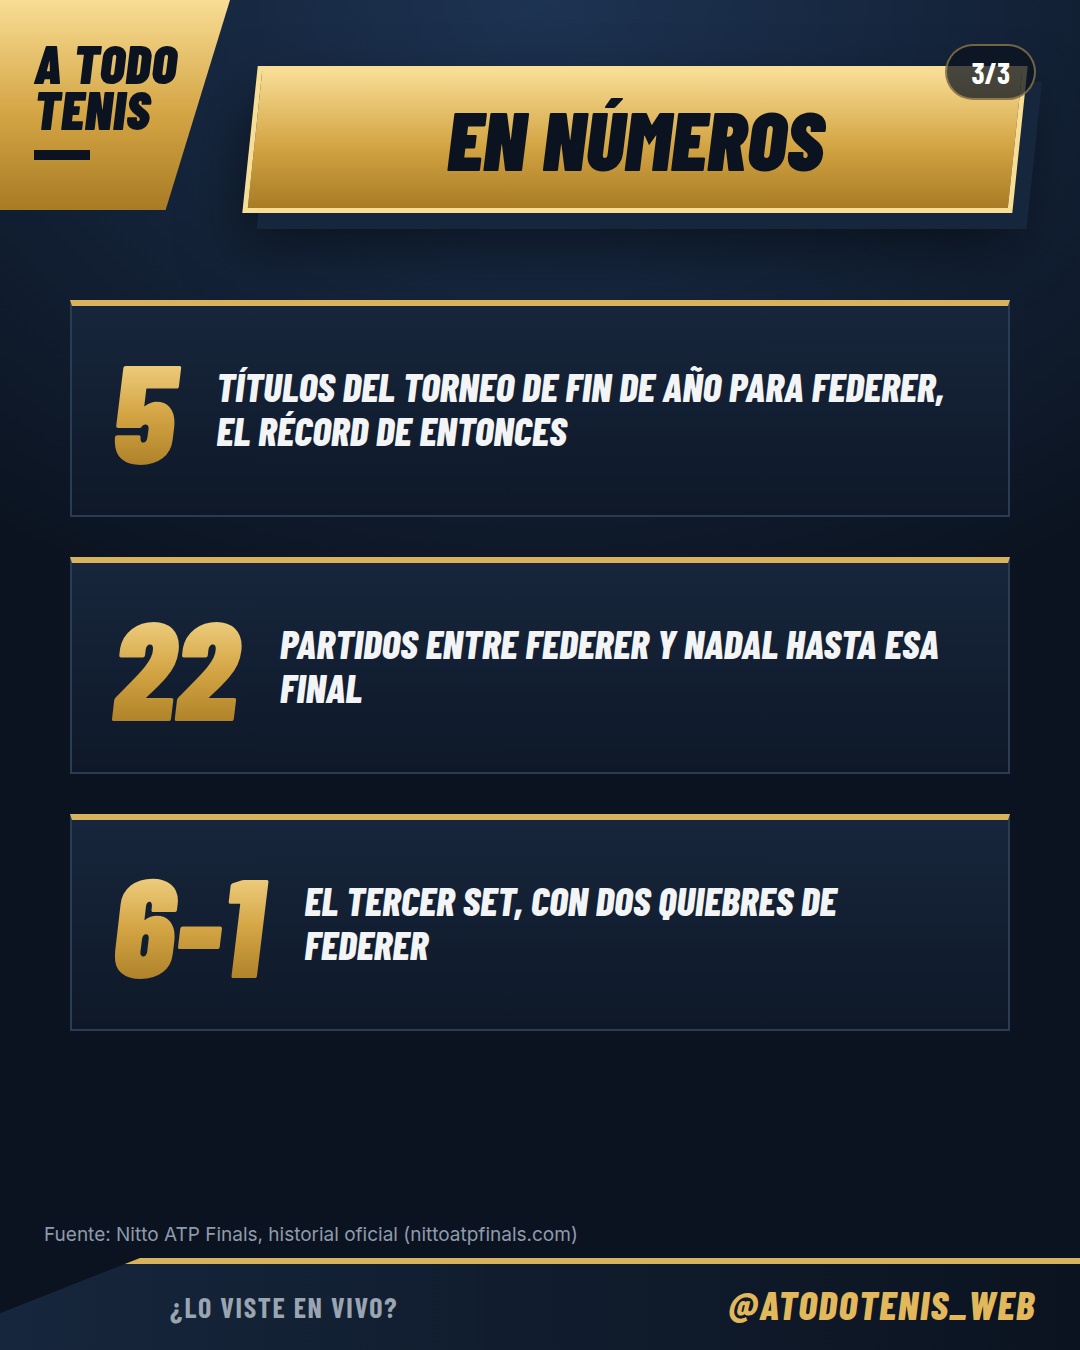 A TODO
TENIS
3/3
EN NÚMEROS
5
TÍTULOS DEL TORNEO DE FIN DE AÑO PARA FEDERER,
EL RÉCORD DE ENTONCES
22
PARTIDOS ENTRE FEDERER Y NADAL HASTA ESA
FINAL
6-1
EL TERCER SET, CON DOS QUIEBRES DE
FEDERER
Fuente: Nitto ATP Finals, historial oficial (nittoatpfinals.com)
¿LO VISTE EN VIVO?
@ATODOTENIS_WEB